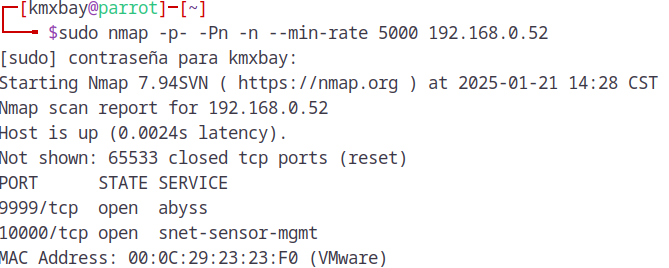 [kmxbay@parrot]─[~]
$sudo nmap -p- -Pn -n --min-rate 5000 192.168.0.52
[sudo] contraseña para kmxbay:
Starting Nmap 7.94SVN ( https://nmap.org ) at 2025-01-21 14:28 CST
Nmap scan report for 192.168.0.52
Host is up (0.0024s latency).
Not shown: 65533 closed tcp ports (reset)
PORT      STATE SERVICE
9999/tcp  open  abyss
10000/tcp open  snet-sensor-mgmt
MAC Address: 00:0C:29:23:23:F0 (VMware)